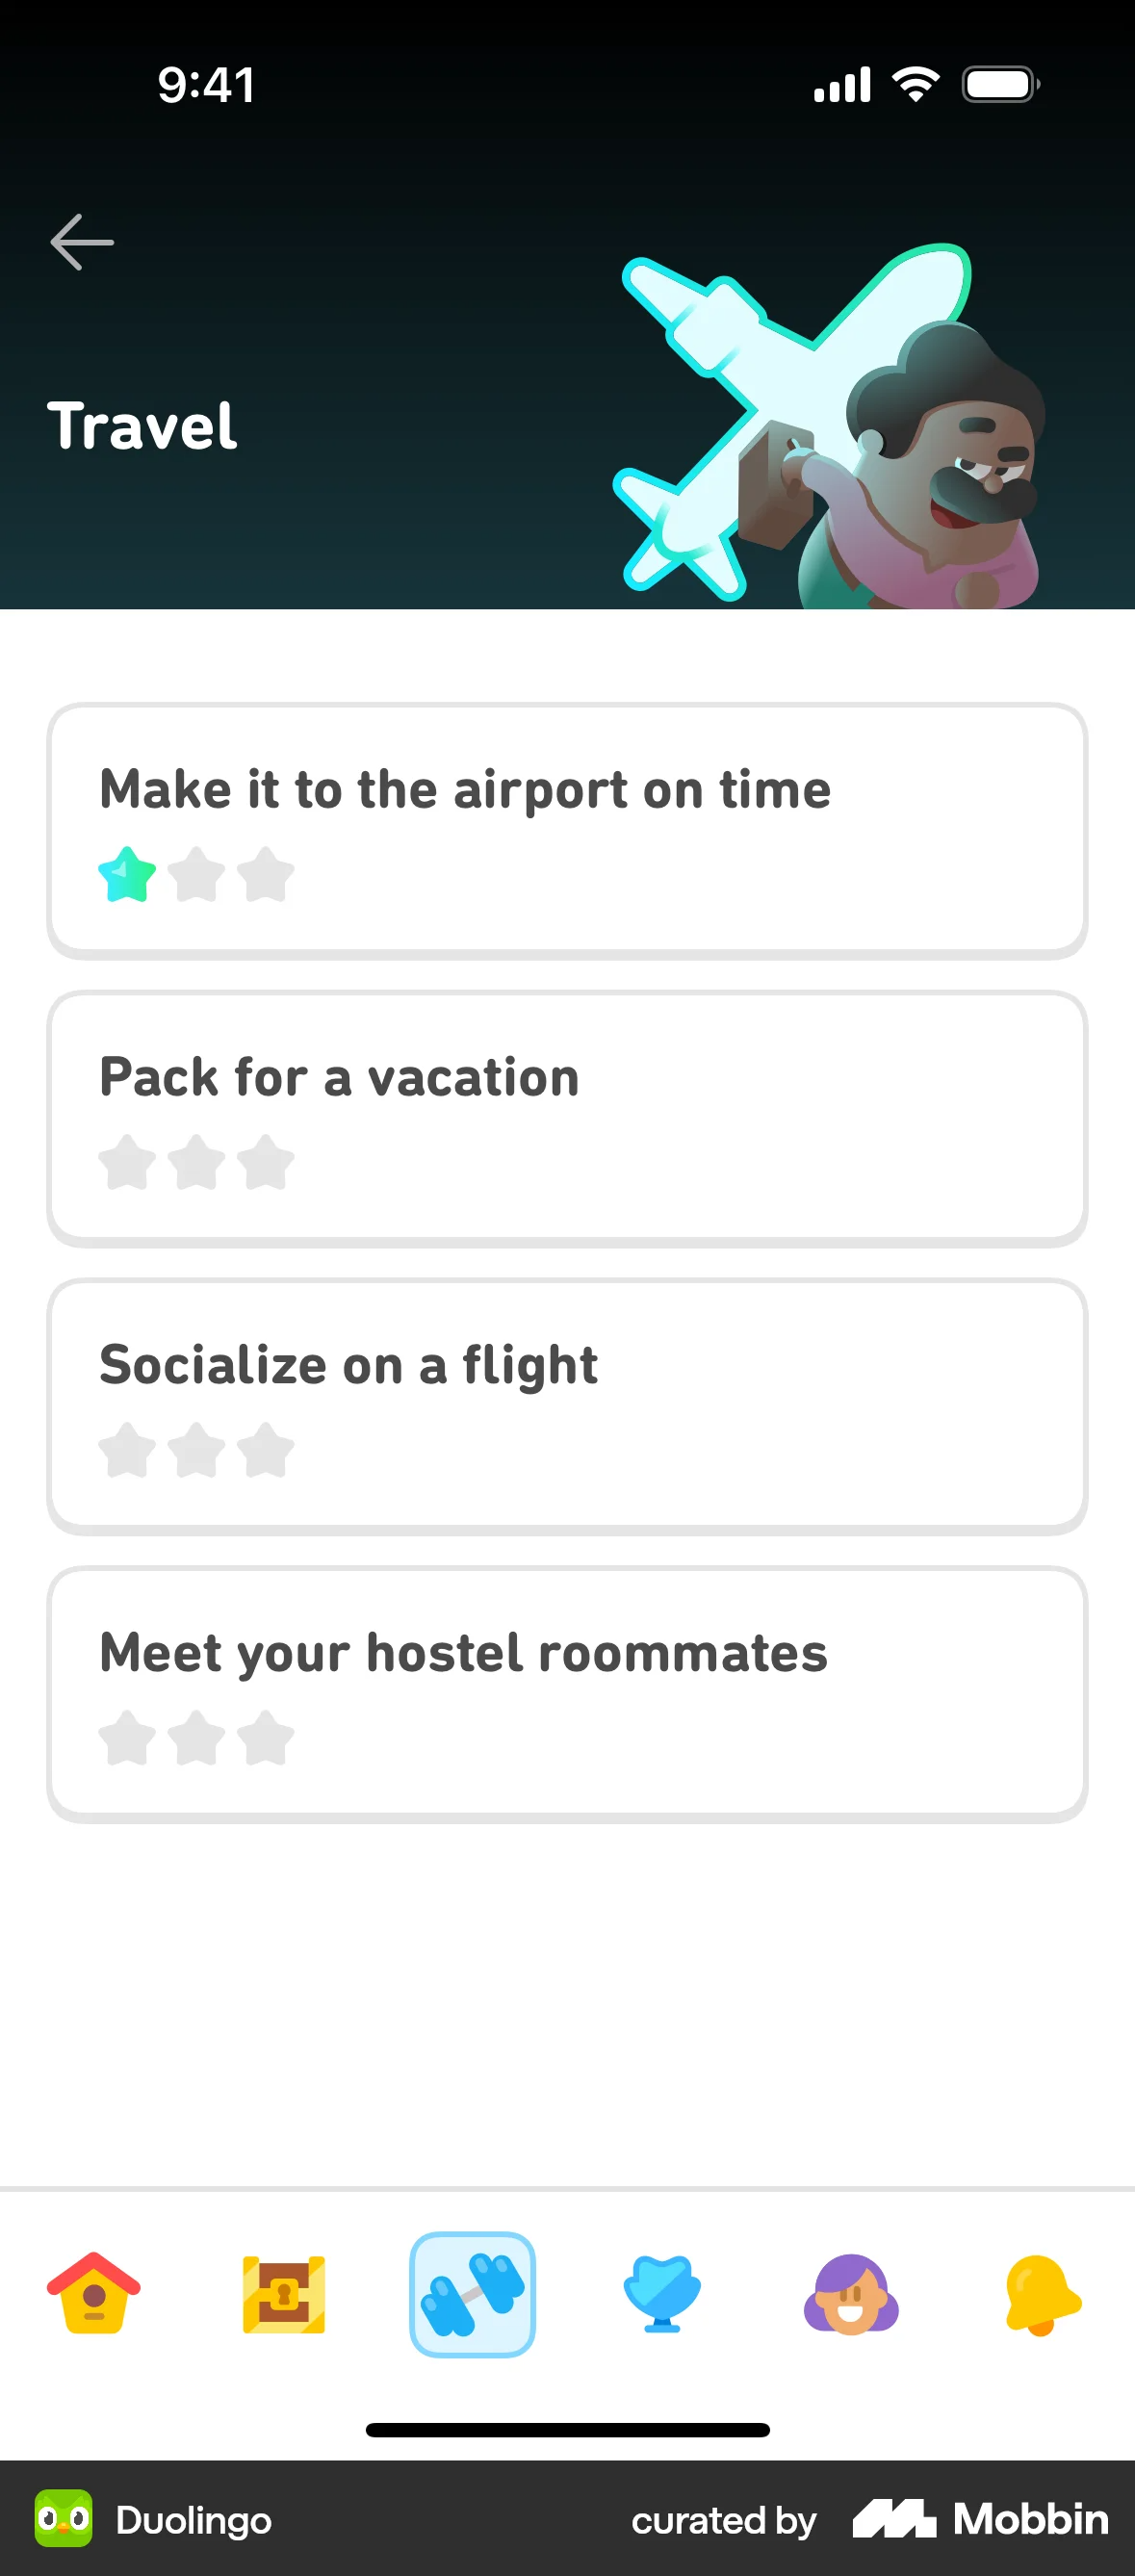 9:41
Travel
Make it to the airport on time
Pack for a vacation
Socialize on a flight
Meet your hostel roommates
Duolingo
curated by Mobbin